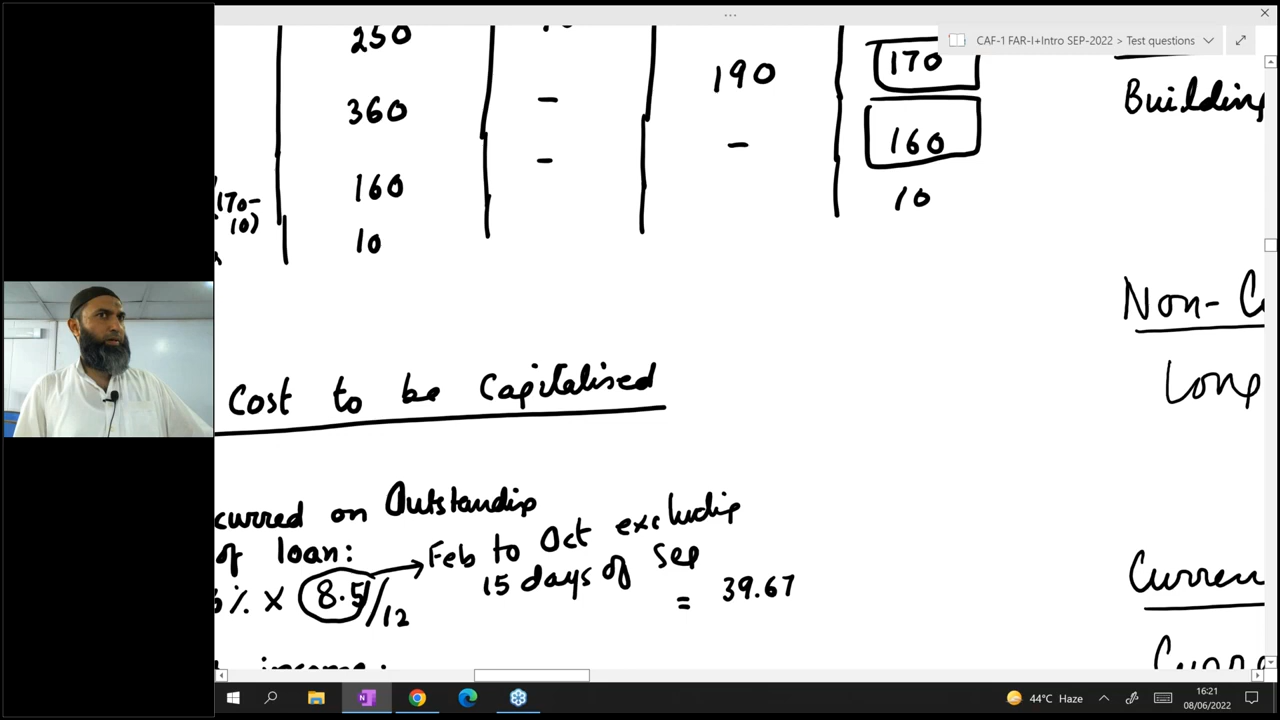 CAF-1 FAR-I+Intro SEP-2022 > Test questions
250
170
190
Building
360 -
160
160 - -
(170-
10)
10
10
Non-C
Cost to be Capitalised
Long
curred on Outstanding
of loan: Feb to Oct excluding
15 days of Sep
% × 8.5/12 = 39.67
Curren
income:
Curre
44°C Haze
16:21
08/06/2022